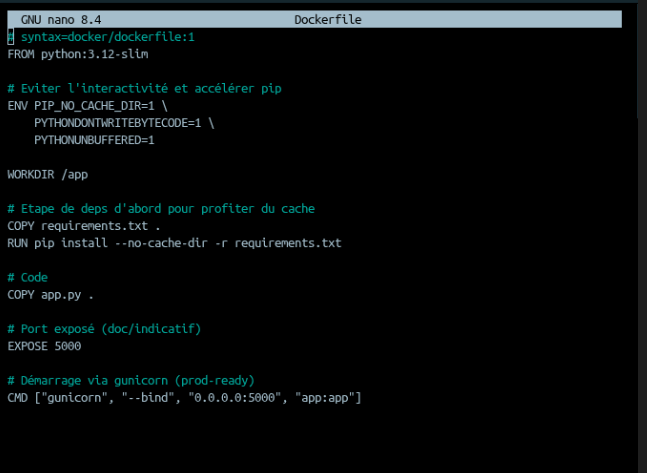 GNU nano 8.4 Dockerfile
# syntax=docker/dockerfile:1
FROM python:3.12-slim
# Eviter l'interactivité et accélérer pip
ENV PIP_NO_CACHE_DIR=1 \
PYTHONDONTWRITEBYTECODE=1 \
PYTHONUNBUFFERED=1
WORKDIR /app
# Etape de deps d'abord pour profiter du cache
COPY requirements.txt .
RUN pip install --no-cache-dir -r requirements.txt
# Code
COPY app.py .
# Port exposé (doc/indicatif)
EXPOSE 5000
# Démarrage via gunicorn (prod-ready)
CMD ["gunicorn", "--bind", "0.0.0.0:5000", "app:app"]